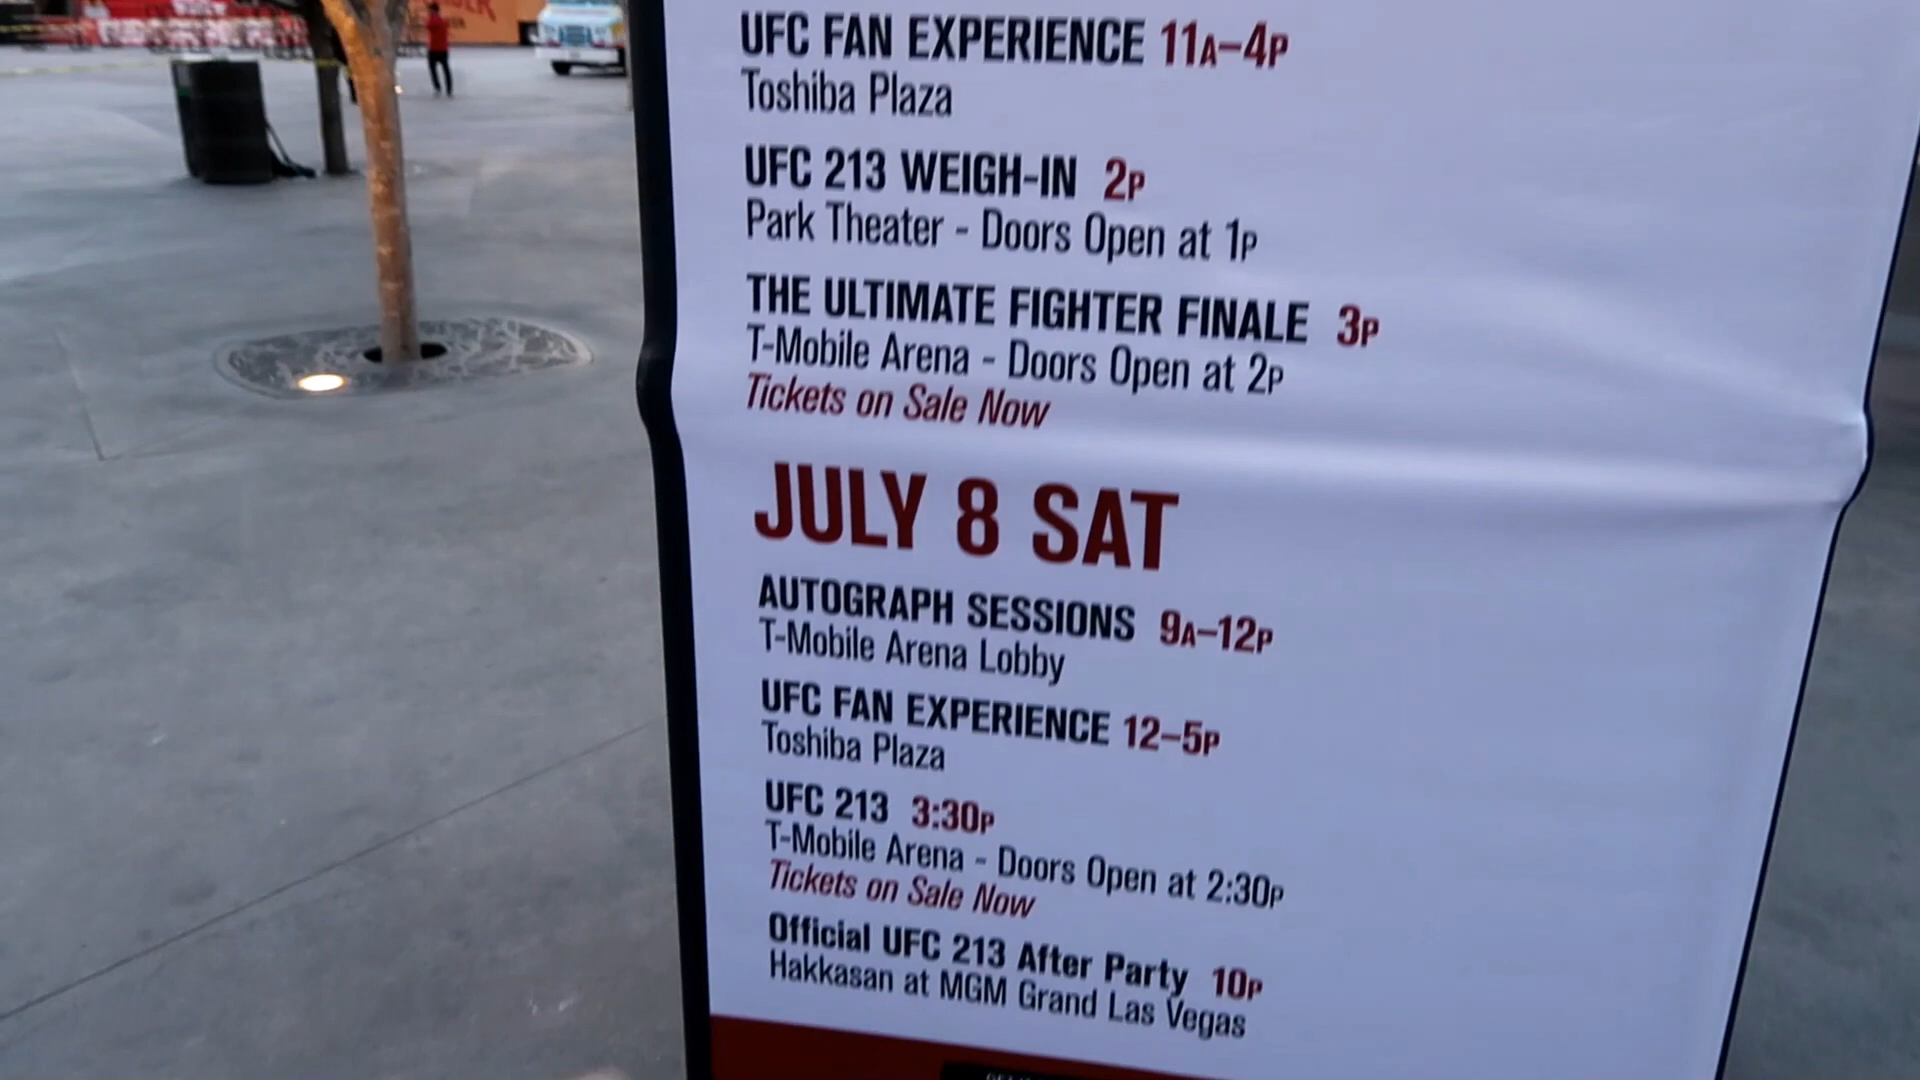 UFC FAN EXPERIENCE 11A–4P
Toshiba Plaza
UFC 213 WEIGH-IN 2P
Park Theater - Doors Open at 1P
THE ULTIMATE FIGHTER FINALE 3P
T-Mobile Arena - Doors Open at 2P
Tickets on Sale Now
JULY 8 SAT
AUTOGRAPH SESSIONS 9A–12P
T-Mobile Arena Lobby
UFC FAN EXPERIENCE 12–5P
Toshiba Plaza
UFC 213 3:30P
T-Mobile Arena - Doors Open at 2:30P
Tickets on Sale Now
Official UFC 213 After Party 10P
Hakkasan at MGM Grand Las Vegas